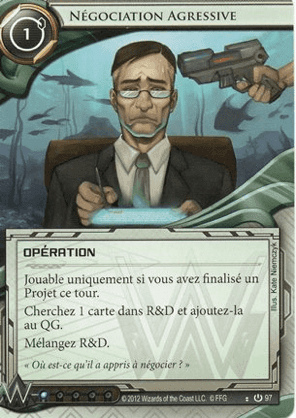 NÉGOCIATION AGRESSIVE
1
OPÉRATION
Jouable uniquement si vous avez finalisé un
Projet ce tour.
Cherchez 1 carte dans R&D et ajoutez-la
au QG.
Mélangez R&D.
« Où est-ce qu'il a appris à négocier ? »
Illus. Kate Niemczyk
© 2012 Wizards of the Coast LLC. © FFG
97